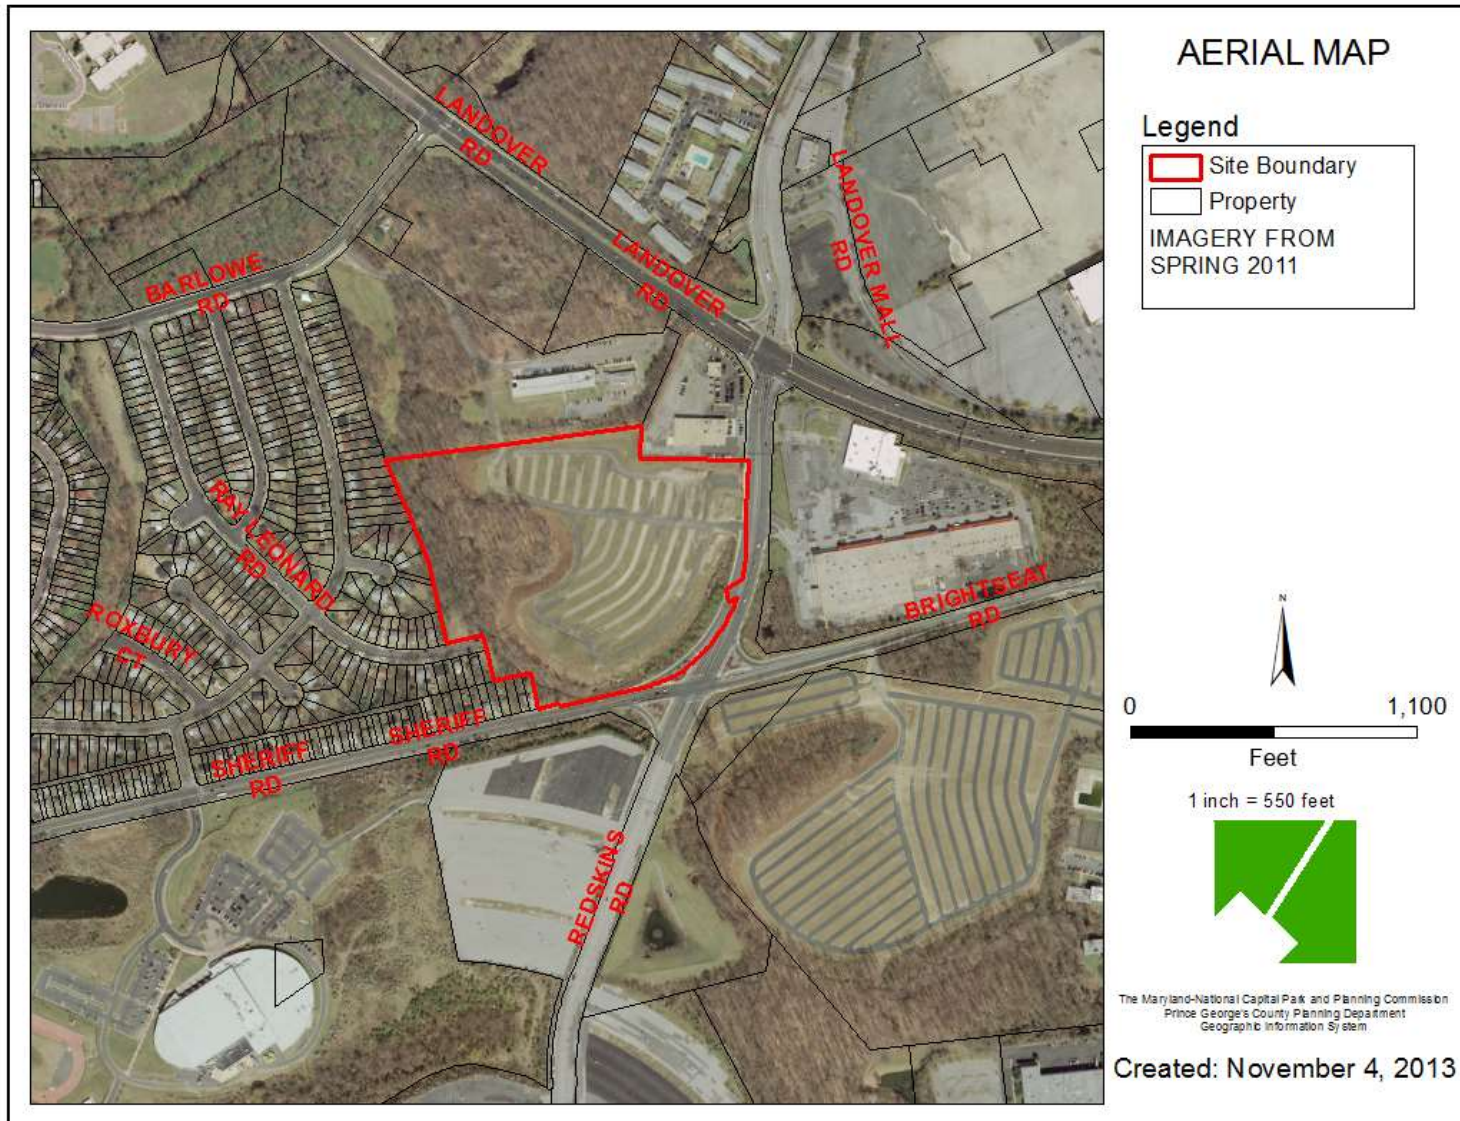 AERIAL MAP
Legend
Site Boundary
Property
IMAGERY FROM
SPRING 2011
LANDOVER
RD
LANDOVER MALL
RD
LANDOVER
RD
BARLOWE
RD
RAY LEONARD
RD
ROXBURY
CT
BRIGHTSEAT
RD
SHERIFF
RD
SHERIFF
RD
REDSKINS
RD
N
0 1,100
Feet
1 inch = 550 feet
The Maryland-National Capital Park and Planning Commission
Prince George's County Planning Department
Geographic Information System
Created: November 4, 2013